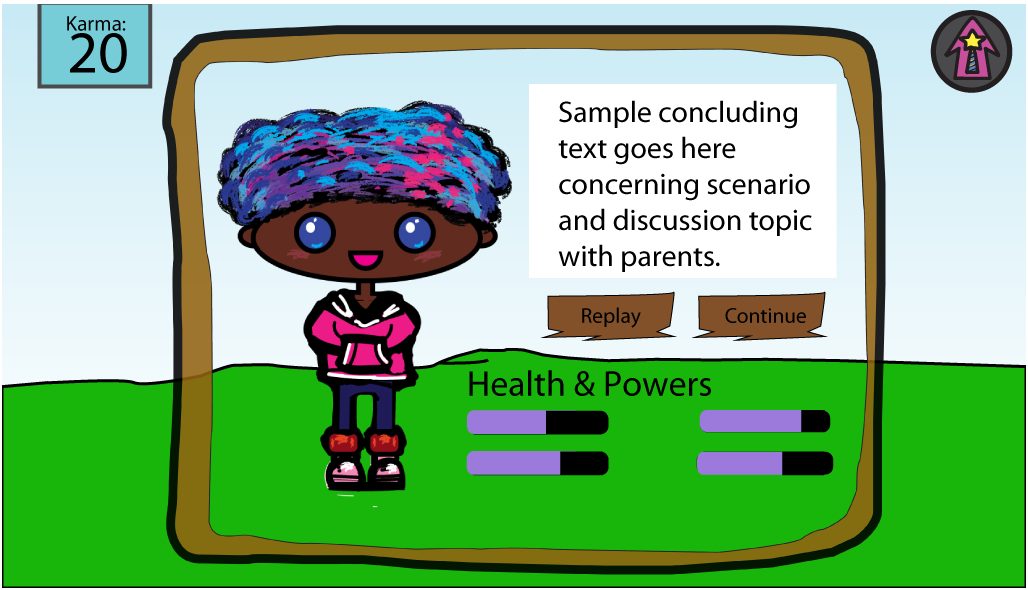 Karma:
20
Sample concluding
text goes here
concerning scenario
and discussion topic
with parents.
Replay
Continue
Health & Powers